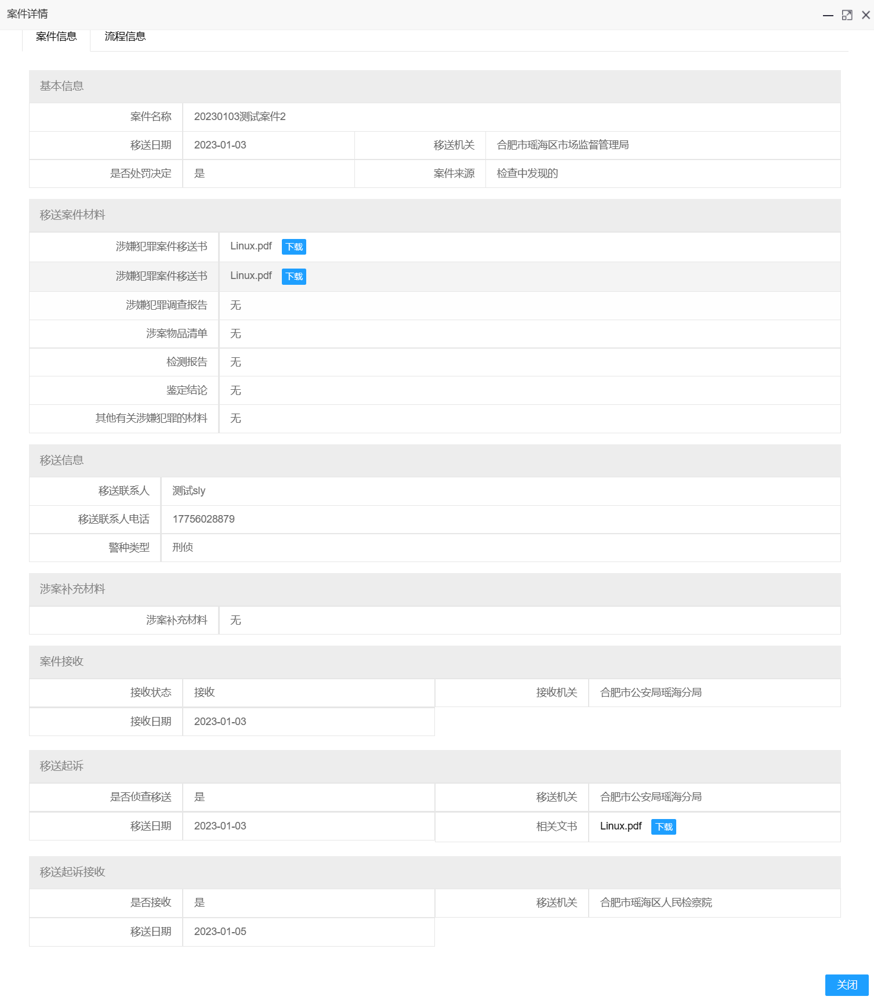 案件详情
案件信息 流程信息
基本信息
案件名称 20230103测试案件2
移送日期 2023-01-03 移送机关 合肥市瑶海区市场监督管理局
是否处罚决定 是 案件来源 检查中发现的
移送案件材料
涉嫌犯罪案件移送书 Linux.pdf 下载
涉嫌犯罪案件移送书 Linux.pdf 下载
涉嫌犯罪调查报告 无
涉案物品清单 无
检测报告 无
鉴定结论 无
其他有关涉嫌犯罪的材料 无
移送信息
移送联系人 测试sly
移送联系人电话 17756028879
警种类型 刑侦
涉案补充材料
涉案补充材料 无
案件接收
接收状态 接收 接收机关 合肥市公安局瑶海分局
接收日期 2023-01-03
移送起诉
是否侦查移送 是 移送机关 合肥市公安局瑶海分局
移送日期 2023-01-03 相关文书 Linux.pdf 下载
移送起诉接收
是否接收 是 移送机关 合肥市瑶海区人民检察院
移送日期 2023-01-05
关闭